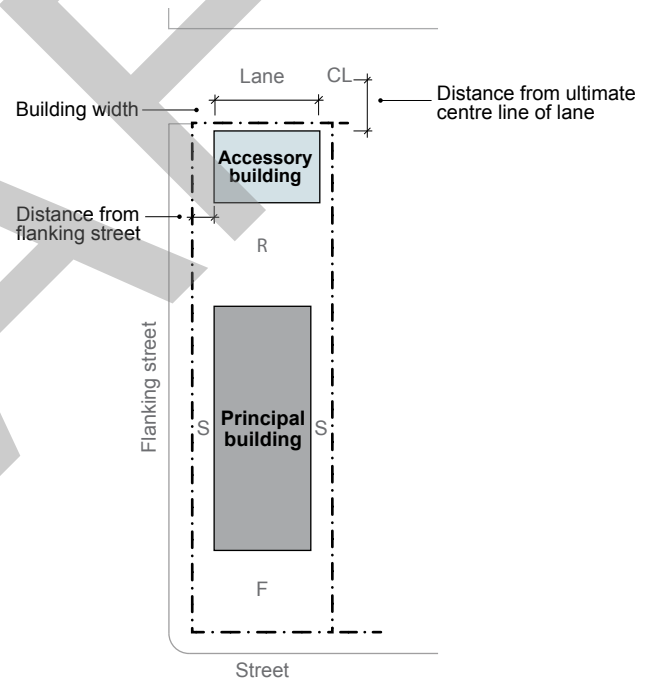 Lane
CL
Building width
Distance from ultimate
centre line of lane
Accessory
building
Distance from
flanking street
R
Flanking street
S
Principal
building
S
F
Street